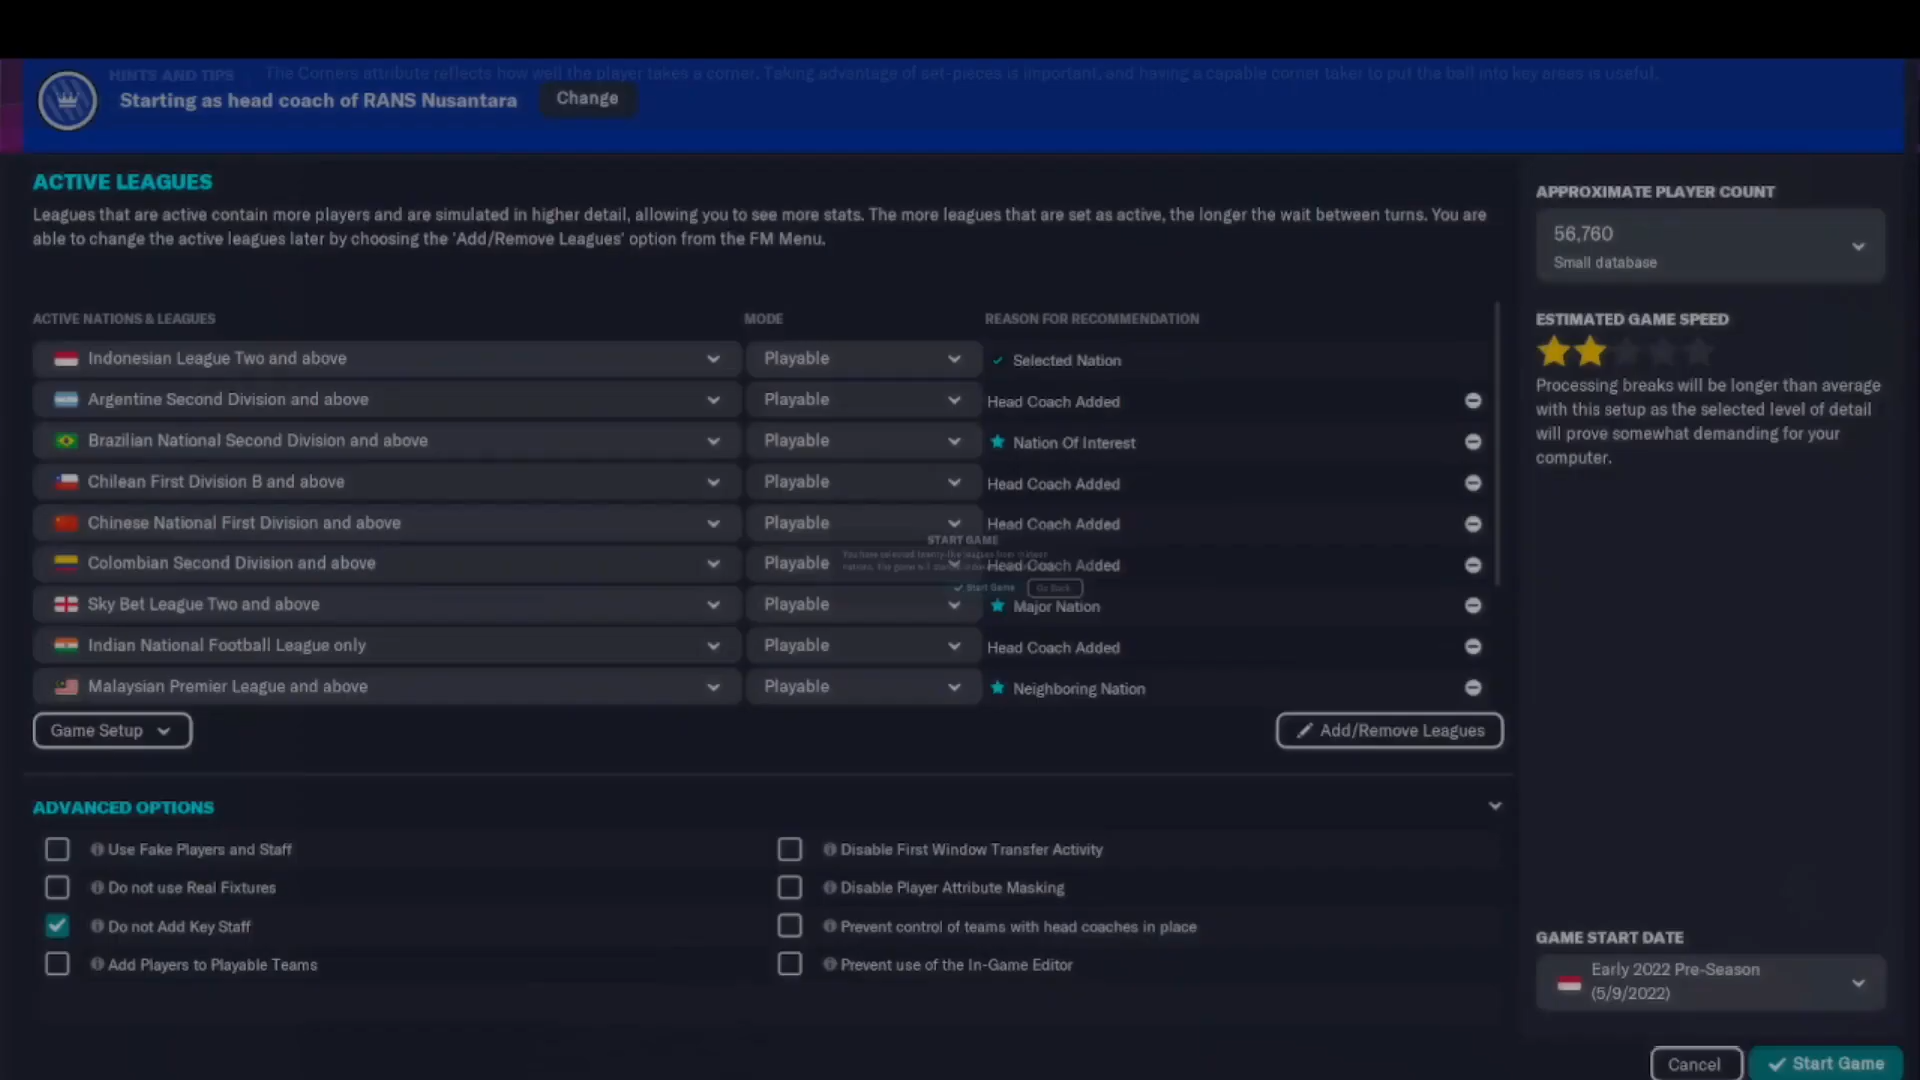 HINTS AND TIPS The Corners attribute reflects how well the player takes a corner. Taking advantage of set-pieces is important, and having a capable corner taker to put the ball into key areas is useful.
Starting as head coach of RANS Nusantara Change
ACTIVE LEAGUES
Leagues that are active contain more players and are simulated in higher detail, allowing you to see more stats. The more leagues that are set as active, the longer the wait between turns. You are
able to change the active leagues later by choosing the 'Add/Remove Leagues' option from the FM Menu.
ACTIVE NATIONS & LEAGUES MODE REASON FOR RECOMMENDATION
Indonesian League Two and above Playable Selected Nation
Argentine Second Division and above Playable Head Coach Added
Brazilian National Second Division and above Playable Nation Of Interest
Chilean First Division B and above Playable Head Coach Added
Chinese National First Division and above Playable Head Coach Added
START GAME
You have selected twenty-five leagues from
Colombian Second Division and above Playable Head Coach Added
Start Game Go Back
Sky Bet League Two and above Playable Major Nation
Indian National Football League only Playable Head Coach Added
Malaysian Premier League and above Playable Neighboring Nation
Game Setup Add/Remove Leagues
ADVANCED OPTIONS
Use Fake Players and Staff Disable First Window Transfer Activity
Do not use Real Fixtures Disable Player Attribute Masking
Do not Add Key Staff Prevent control of teams with head coaches in place
Add Players to Playable Teams Prevent use of the In-Game Editor
APPROXIMATE PLAYER COUNT
56,760
Small database
ESTIMATED GAME SPEED
Processing breaks will be longer than average
with this setup as the selected level of detail
will prove somewhat demanding for your
computer.
GAME START DATE
Early 2022 Pre-Season
(5/9/2022)
Cancel Start Game